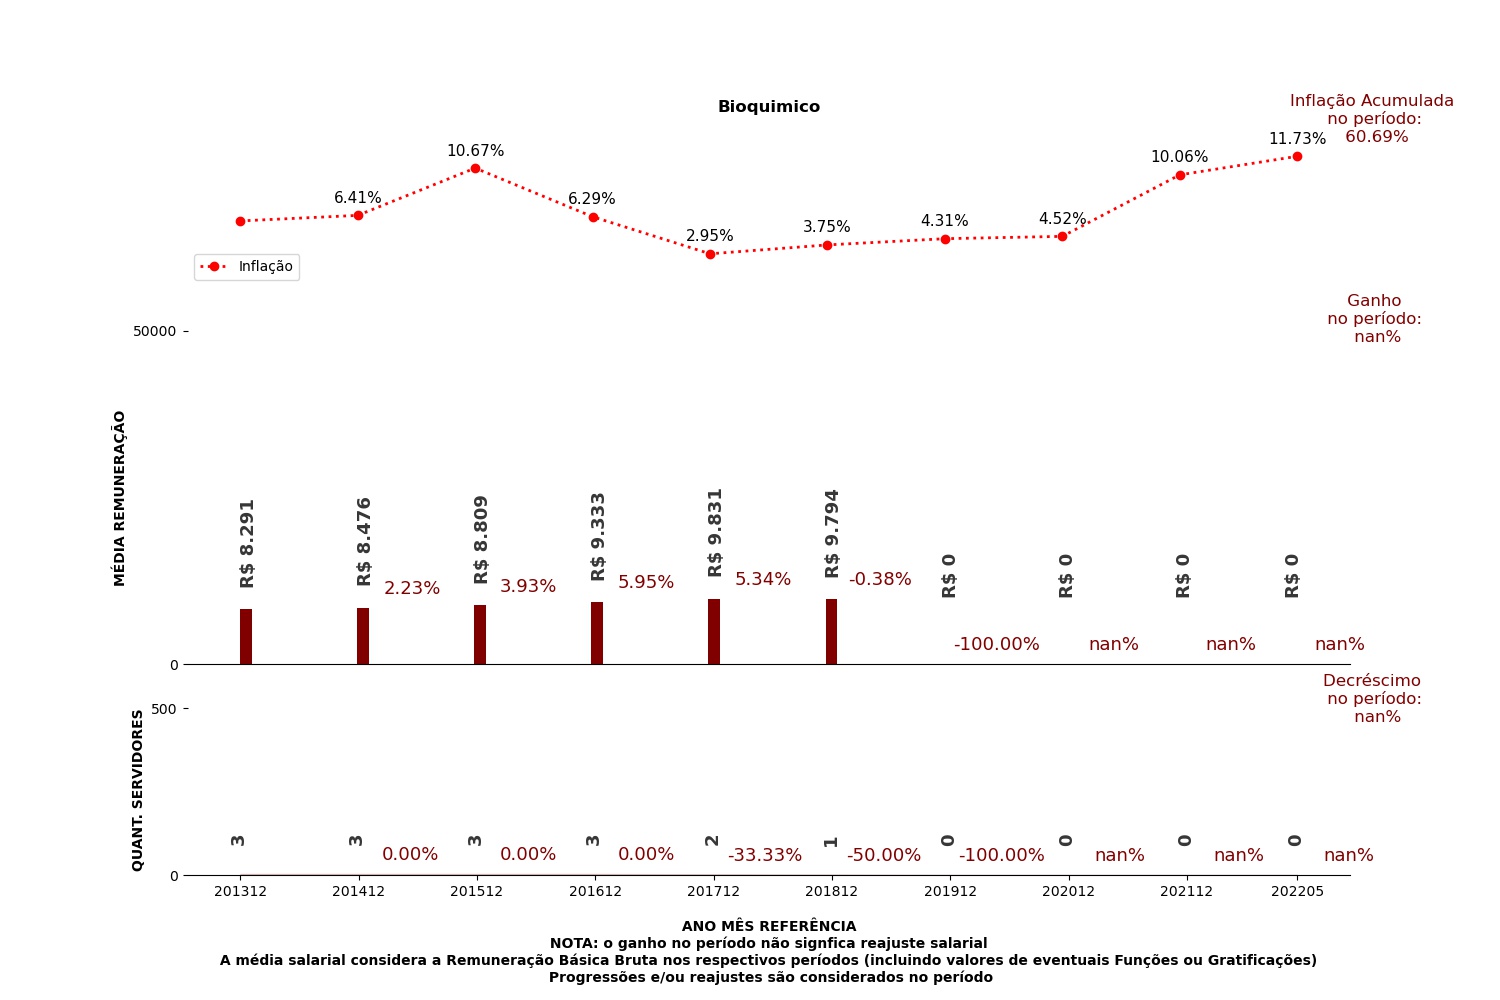 Bioquimico
Inflação Acumulada
no período:
60.69%
6.41%
10.67%
6.29%
2.95%
3.75%
4.31%
4.52%
10.06%
11.73%
Inflação
Ganho
no período:
nan%
50000
0
MÉDIA REMUNERAÇÃO
R$ 8.291
R$ 8.476
R$ 8.809
R$ 9.333
R$ 9.831
R$ 9.794
R$ 0
R$ 0
R$ 0
R$ 0
2.23%
3.93%
5.95%
5.34%
-0.38%
-100.00%
nan%
nan%
nan%
Decréscimo
no período:
nan%
500
0
QUANT. SERVIDORES
3
3
3
3
2
1
0
0
0
0
0.00%
0.00%
0.00%
-33.33%
-50.00%
-100.00%
nan%
nan%
nan%
201312
201412
201512
201612
201712
201812
201912
202012
202112
202205
ANO MÊS REFERÊNCIA
NOTA: o ganho no período não signfica reajuste salarial
A média salarial considera a Remuneração Básica Bruta nos respectivos períodos (incluindo valores de eventuais Funções ou Gratificações)
Progressões e/ou reajustes são considerados no período